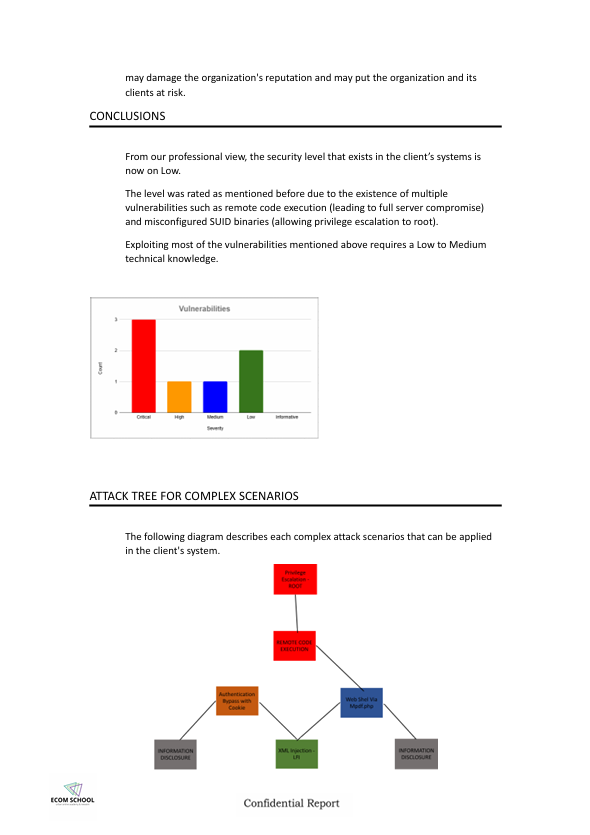 may damage the organization's reputation and may put the organization and its
clients at risk.
CONCLUSIONS
From our professional view, the security level that exists in the client's systems is
now on Low.
The level was rated as mentioned before due to the existence of multiple
vulnerabilities such as remote code execution (leading to full server compromise)
and misconfigured SUID binaries (allowing privilege escalation to root).
Exploiting most of the vulnerabilities mentioned above requires a Low to Medium
technical knowledge.
Vulnerabilities
Count
3
2
1
0
Critical High Medium Low Informative
Severity
ATTACK TREE FOR COMPLEX SCENARIOS
The following diagram describes each complex attack scenarios that can be applied
in the client's system.
Privilege
Escalation -
ROOT
REMOTE CODE
EXECUTION
Authentication
Bypass with
Cookie
Web Shell Via
Mpdf.php
INFORMATION
DISCLOSURE
XML Injection -
LFI
INFORMATION
DISCLOSURE
ECOM SCHOOL
Confidential Report